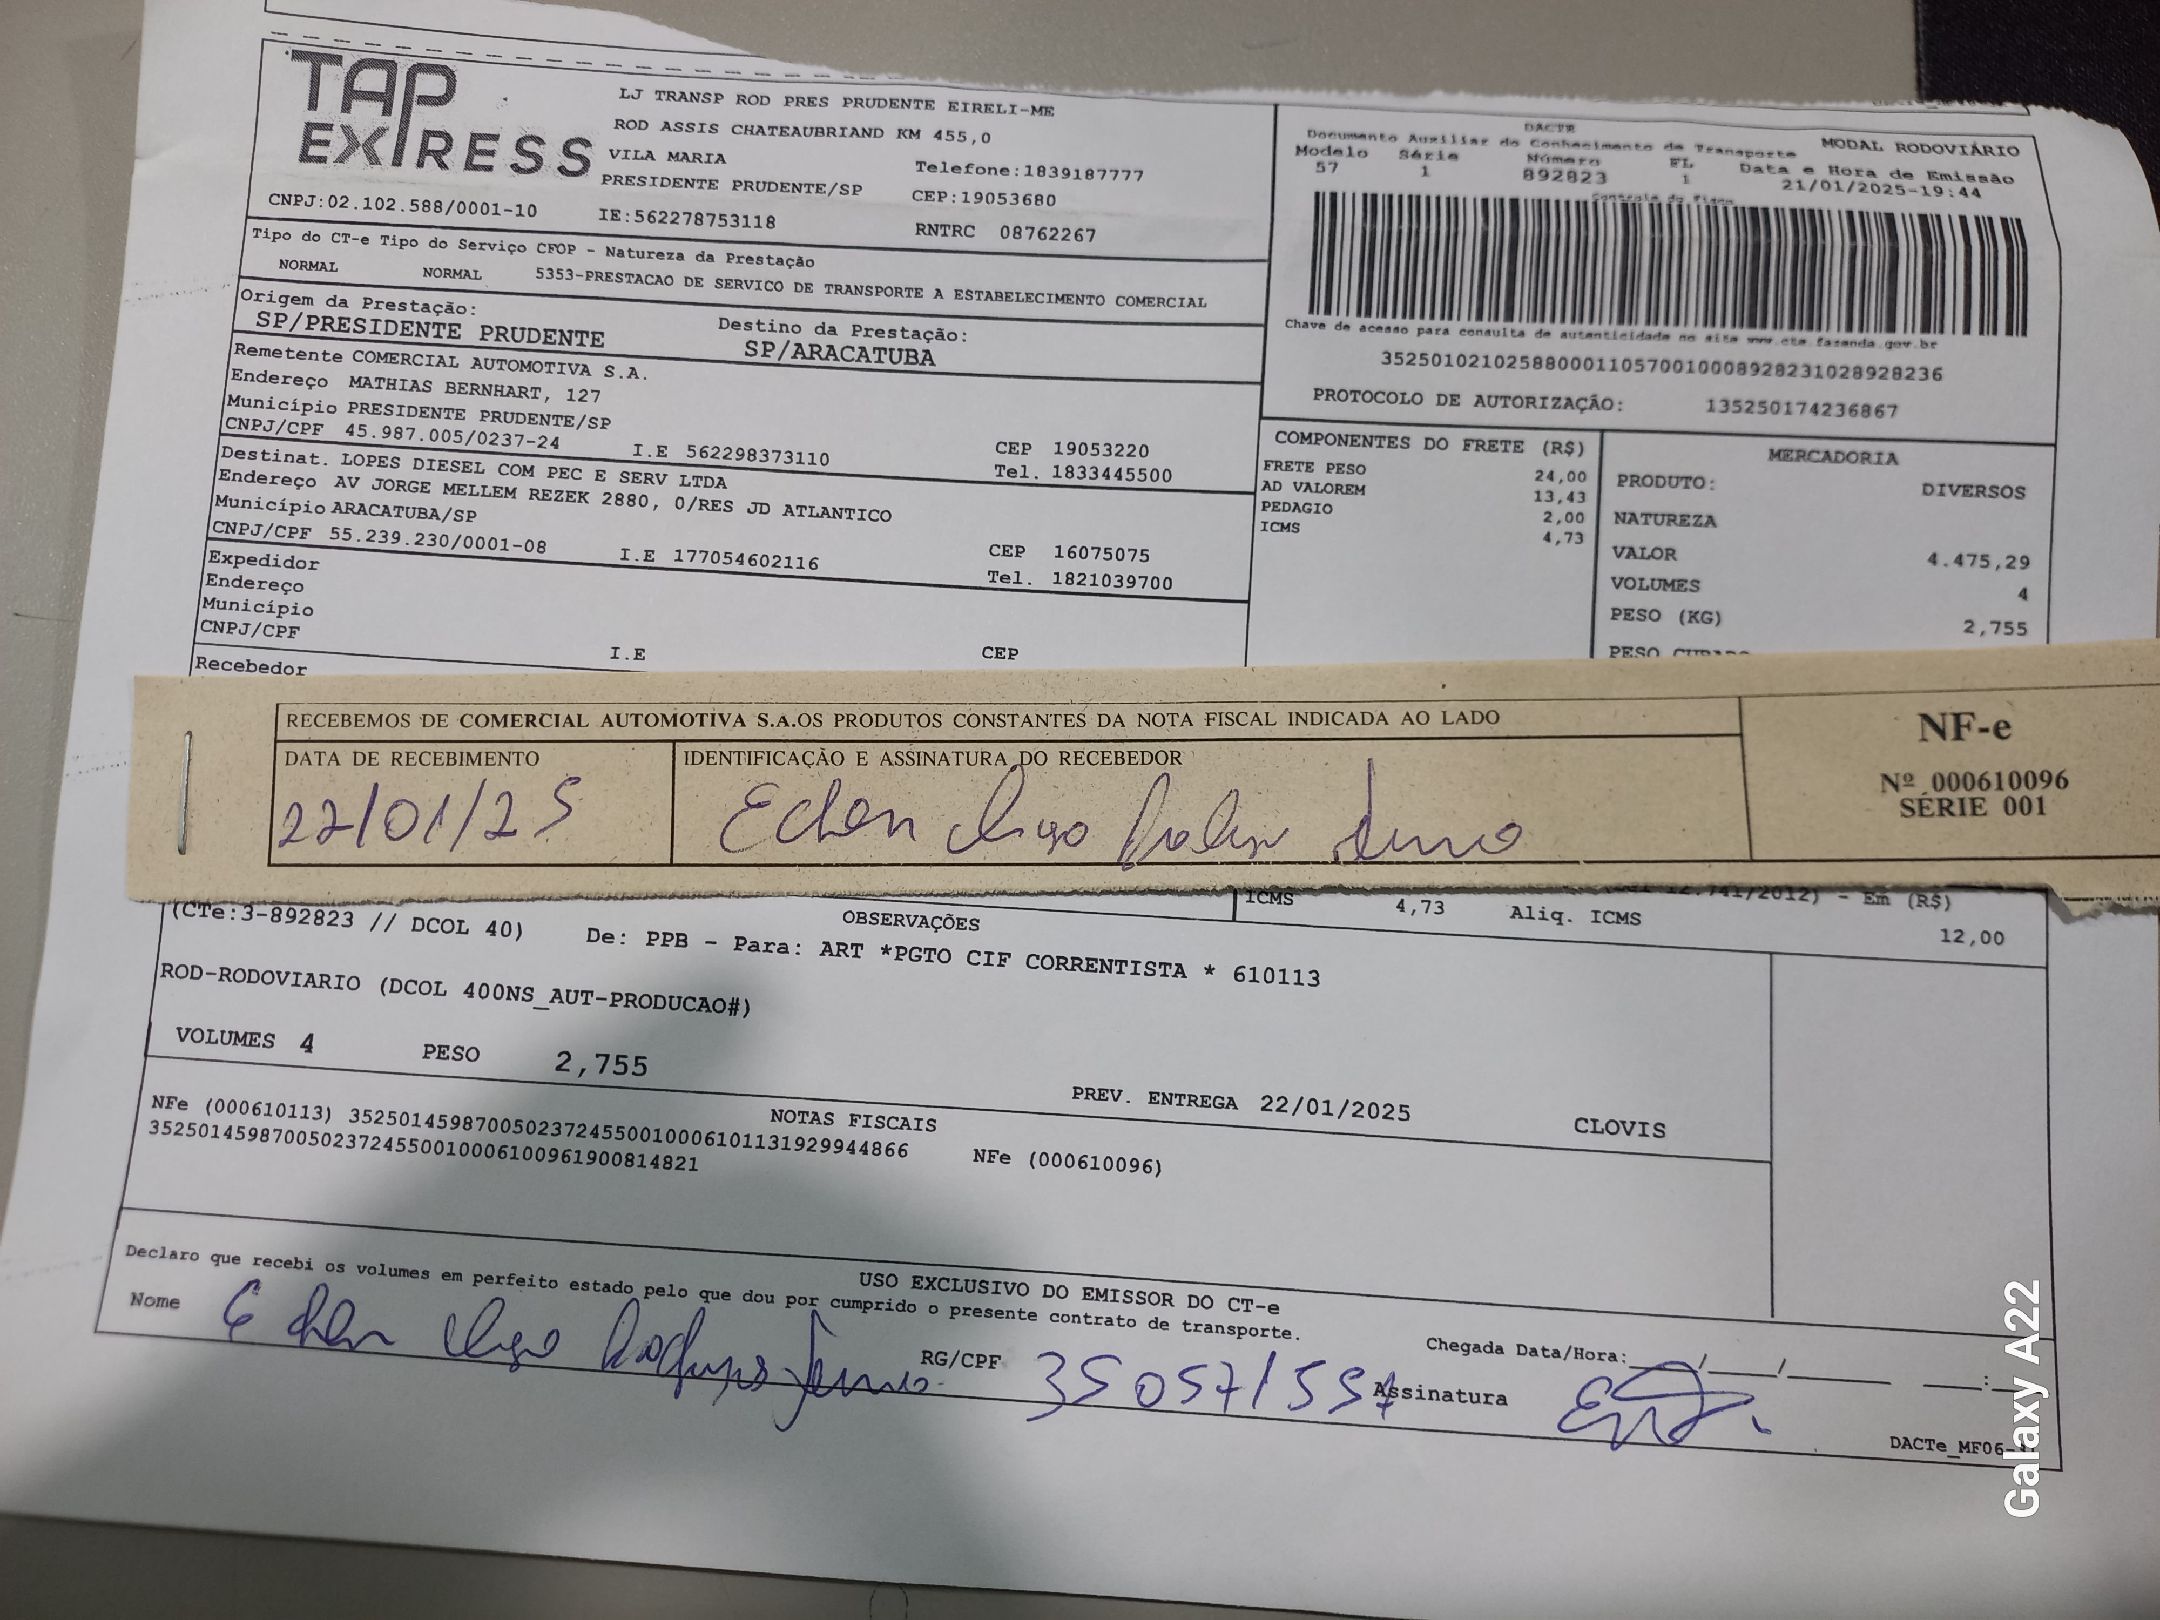 TAP EXPRESS
LJ TRANSP ROD PRES PRUDENTE EIRELI-ME
ROD ASSIS CHATEAUBRIAND KM 455,0
VILA MARIA Telefone:1839187777
PRESIDENTE PRUDENTE/SP CEP:19053680
CNPJ:02.102.588/0001-10 IE:562278753118 RNTRC 08762267
Tipo do CT-e Tipo do Serviço CFOP - Natureza da Prestação
NORMAL NORMAL 5353-PRESTACAO DE SERVICO DE TRANSPORTE A ESTABELECIMENTO COMERCIAL
Origem da Prestação: Destino da Prestação:
SP/PRESIDENTE PRUDENTE SP/ARACATUBA
Remetente COMERCIAL AUTOMOTIVA S.A.
Endereço MATHIAS BERNHART, 127
Município PRESIDENTE PRUDENTE/SP CEP 19053220
CNPJ/CPF 45.987.005/0237-24 I.E 562298373110 Tel. 1833445500
Destinat. LOPES DIESEL COM PEC E SERV LTDA
Endereço AV JORGE MELLEM REZEK 2880, 0/RES JD ATLANTICO
Município ARACATUBA/SP CEP 16075075
CNPJ/CPF 55.239.230/0001-08 I.E 177054602116 Tel. 1821039700
Expedidor
Endereço
Município
CNPJ/CPF I.E CEP
Recebedor
DACTE
Documento Auxiliar do Conhecimento de Transporte MODAL RODOVIÁRIO
Modelo Série Número FL Data e Hora de Emissão
57 1 892823 1 21/01/2025-19:44
Controle do Fisco
Chave de acesso para consulta de autenticidade no site www.cte.fazenda.gov.br
35250102102588000110570010008928231028928236
PROTOCOLO DE AUTORIZAÇÃO: 135250174236867
COMPONENTES DO FRETE (R$)
FRETE PESO 24,00
AD VALOREM 13,43
PEDAGIO 2,00
ICMS 4,73
MERCADORIA
PRODUTO: DIVERSOS
NATUREZA
VALOR 4.475,29
VOLUMES 4
PESO (KG) 2,755
RECEBEMOS DE COMERCIAL AUTOMOTIVA S.A.OS PRODUTOS CONSTANTES DA NOTA FISCAL INDICADA AO LADO
DATA DE RECEBIMENTO IDENTIFICAÇÃO E ASSINATURA DO RECEBEDOR
22/01/25
NF-e
Nº 000610096
SÉRIE 001
12.741/2012) - Em (R$)
ICMS 4,73 Aliq. ICMS 12,00
OBSERVAÇÕES
(CTe:3-892823 // DCOL 40) De: PPB - Para: ART *PGTO CIF CORRENTISTA * 610113
ROD-RODOVIARIO (DCOL 400NS_AUT-PRODUCAO#)
VOLUMES 4 PESO 2,755
PREV. ENTREGA 22/01/2025 CLOVIS
NOTAS FISCAIS
NFe (000610113) 35250145987005023724550010006101131929944866 NFe (000610096)
35250145987005023724550010006100961900814821
USO EXCLUSIVO DO EMISSOR DO CT-e
Declaro que recebi os volumes em perfeito estado pelo que dou por cumprido o presente contrato de transporte.
Nome RG/CPF Assinatura
Chegada Data/Hora:___/___/_____ ___:__
DACTe_MF06-
Galaxy A22